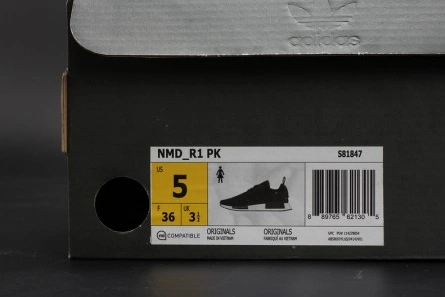 adidas
NMD_R1 PK S81847
US
5
F UK
36 3½
COMPATIBLE
ORIGINALS ORIGINALS
MADE IN VIETNAM FABRIQUÉ AU VIETNAM
8 89765 62130 5